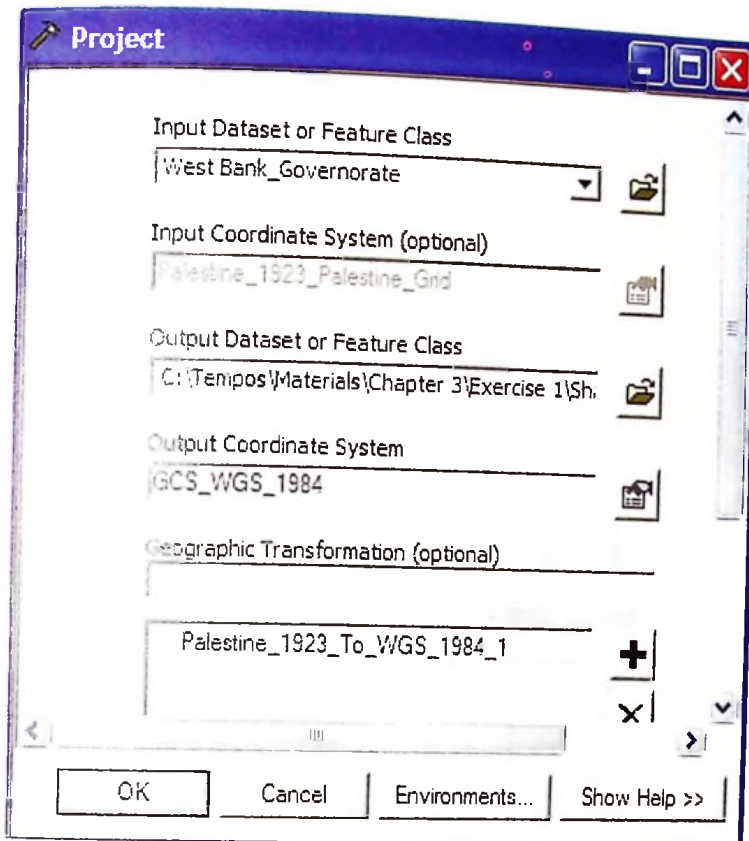 Project
Input Dataset or Feature Class
West Bank_Governorate
Input Coordinate System (optional)
Palestine_1923_Palestine_Grid
Output Dataset or Feature Class
C:\Tempos\Materials\Chapter 3\Exercise 1\Sh
Output Coordinate System
GCS_WGS_1984
Geographic Transformation (optional)
Palestine_1923_To_WGS_1984_1
OK Cancel Environments... Show Help >>